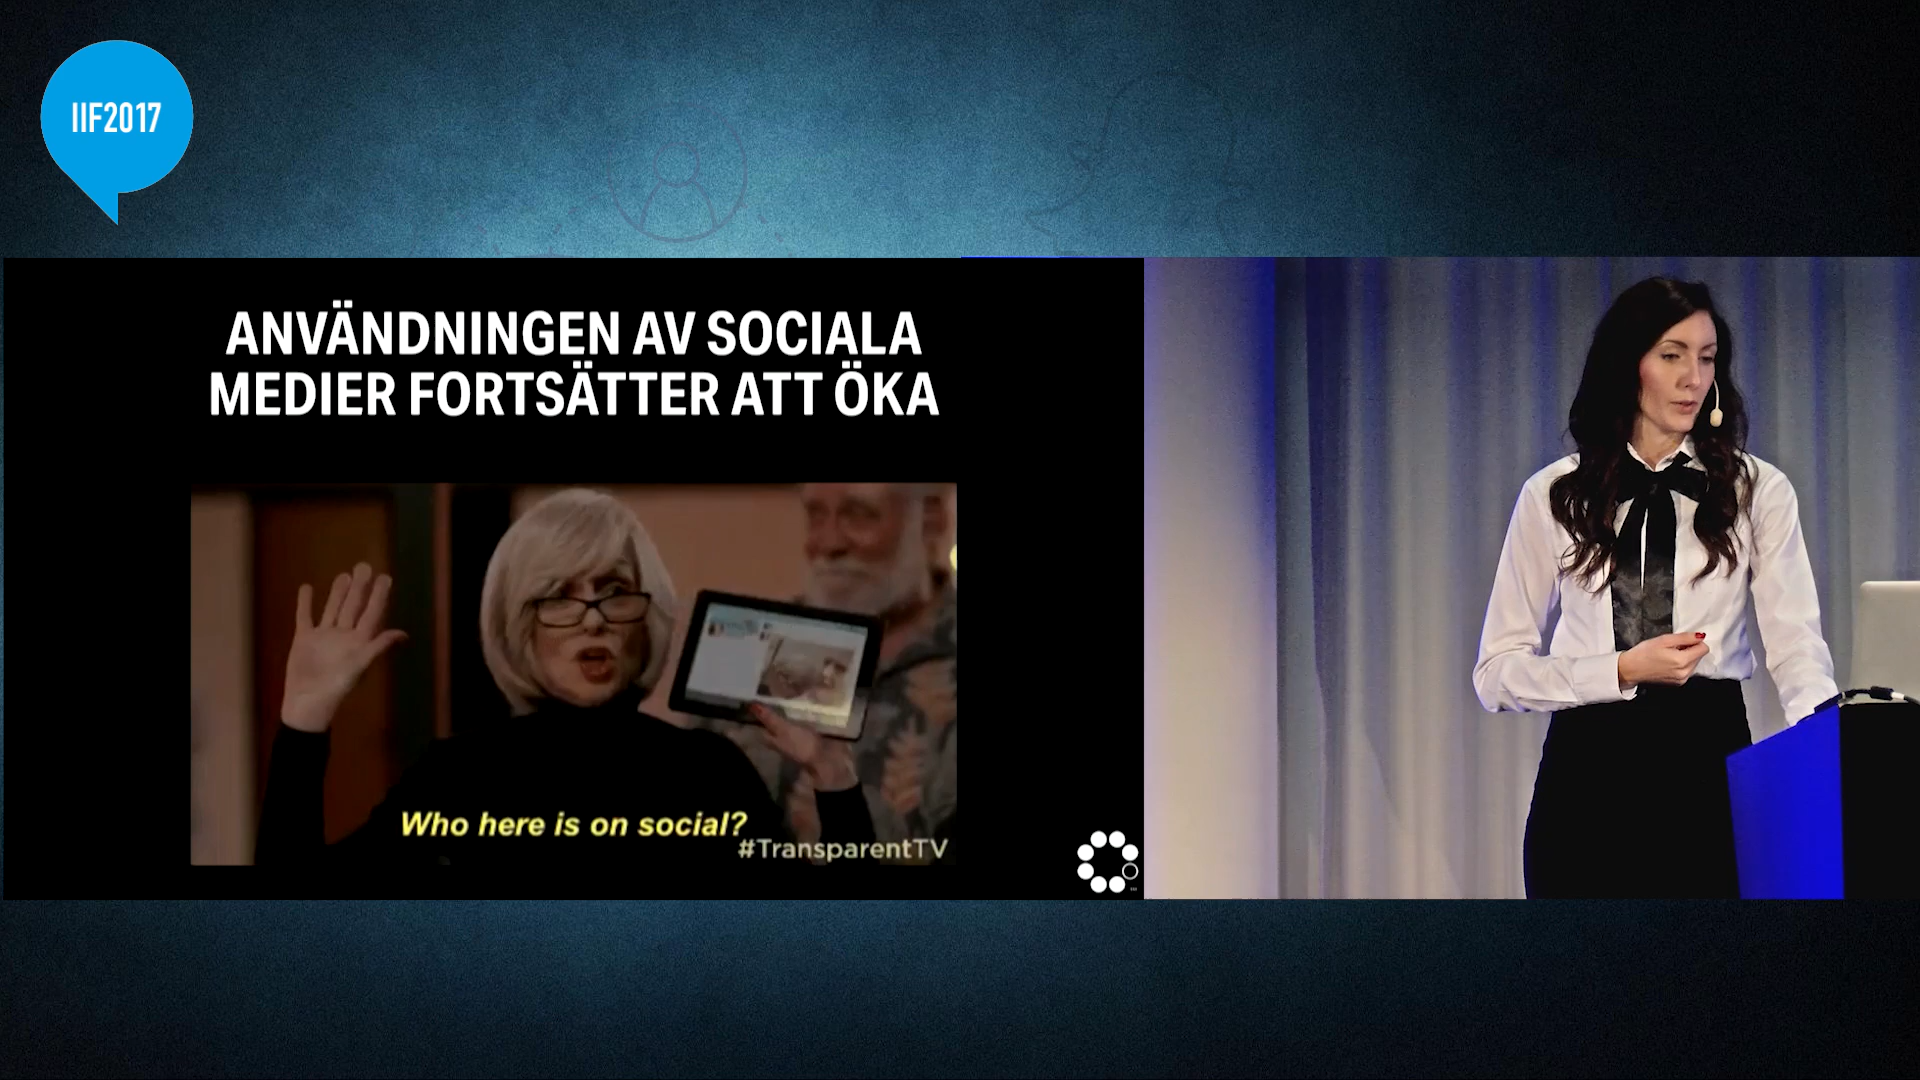 IIF2017
ANVÄNDNINGEN AV SOCIALA
MEDIER FORTSÄTTER ATT ÖKA
Who here is on social?
#TransparentTV